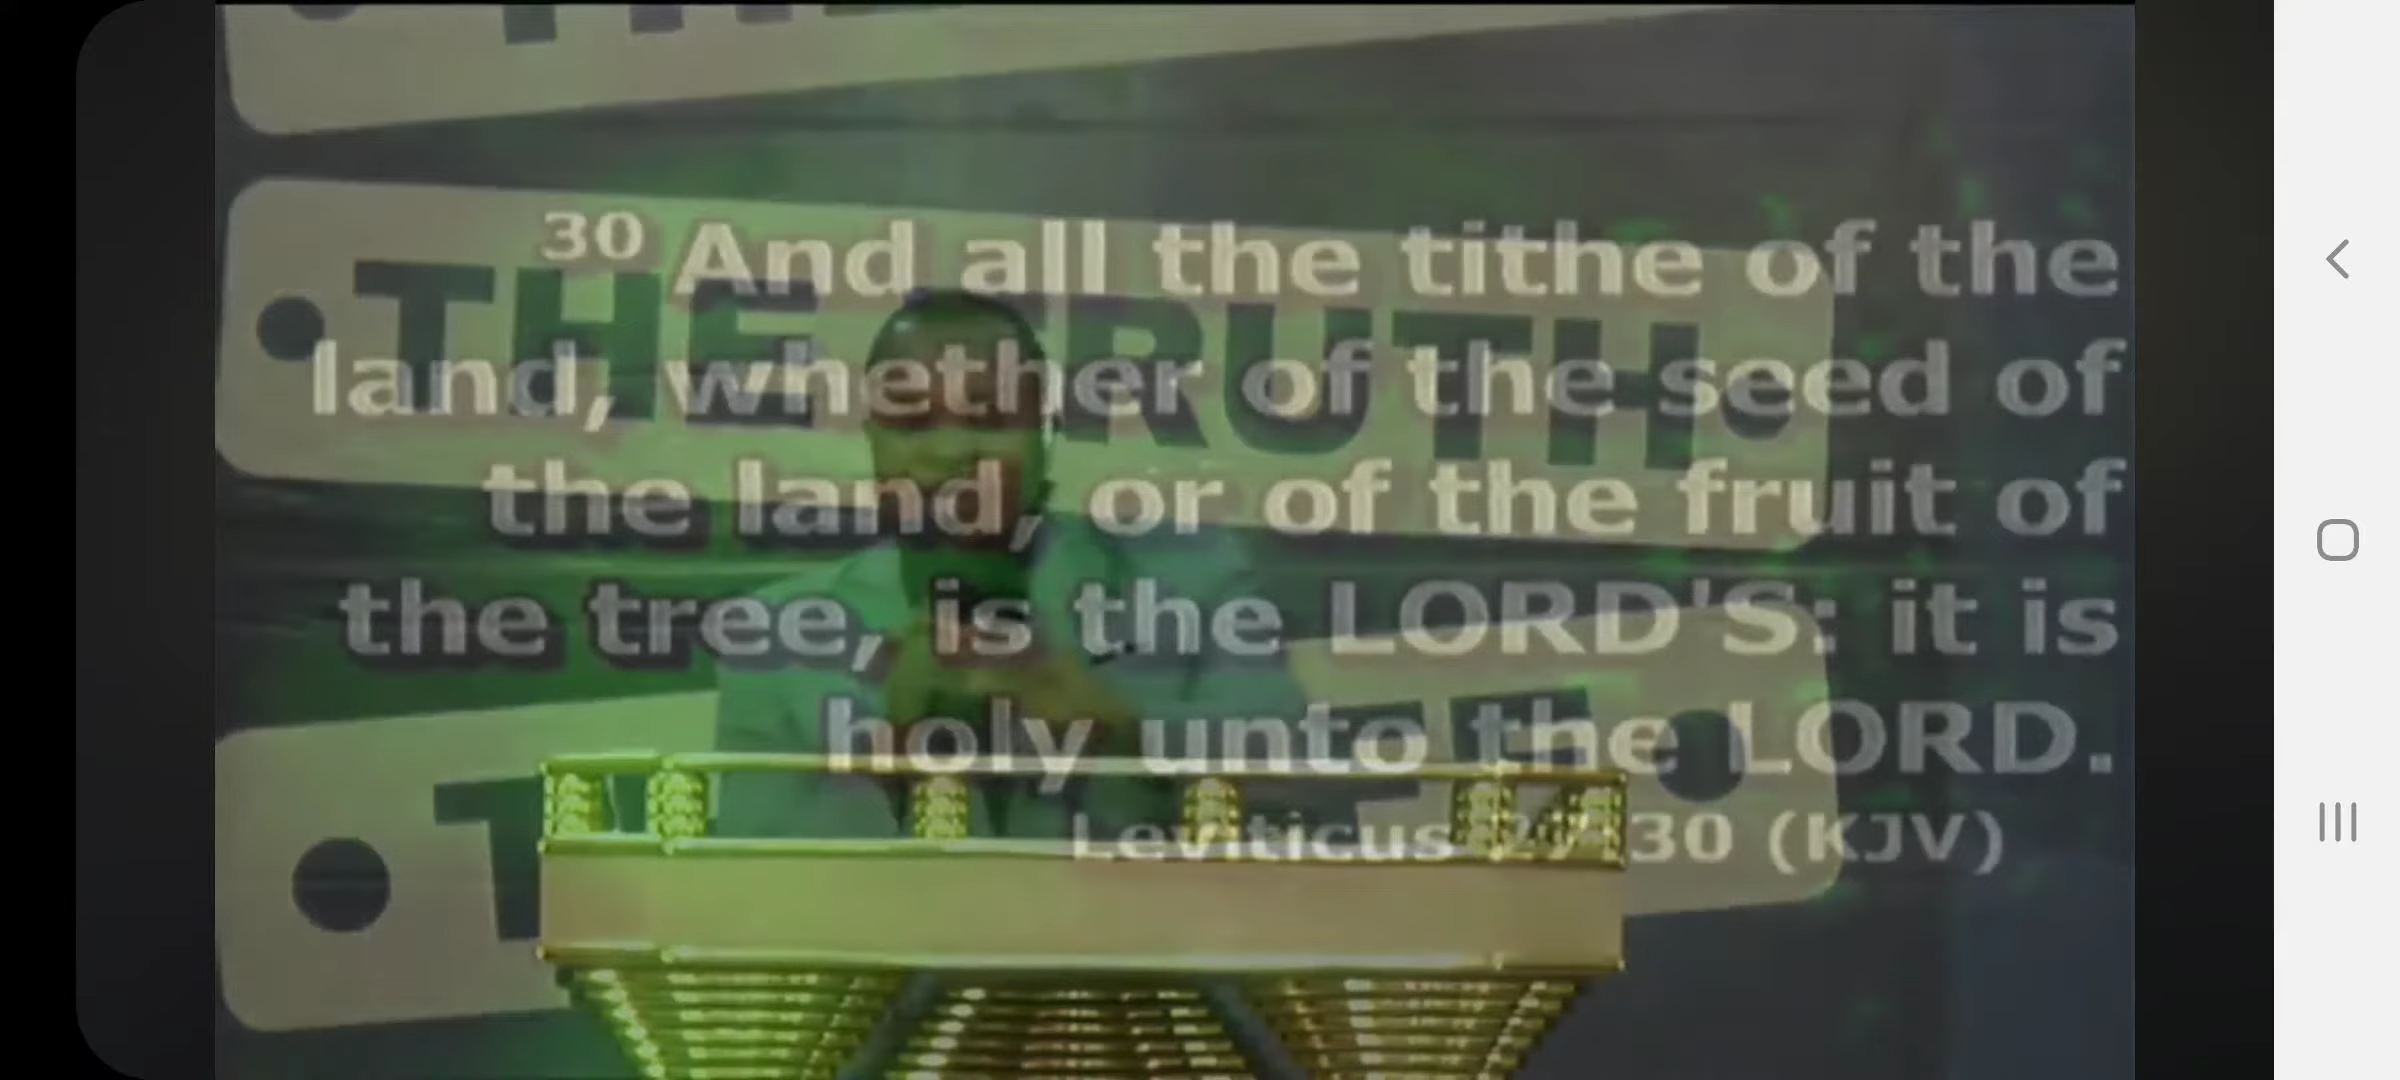 THE TRUTH
30 And all the tithe of the
land, whether of the seed of
the land, or of the fruit of
the tree, is the LORD'S: it is
holy unto the LORD.
Leviticus 27:30 (KJV)